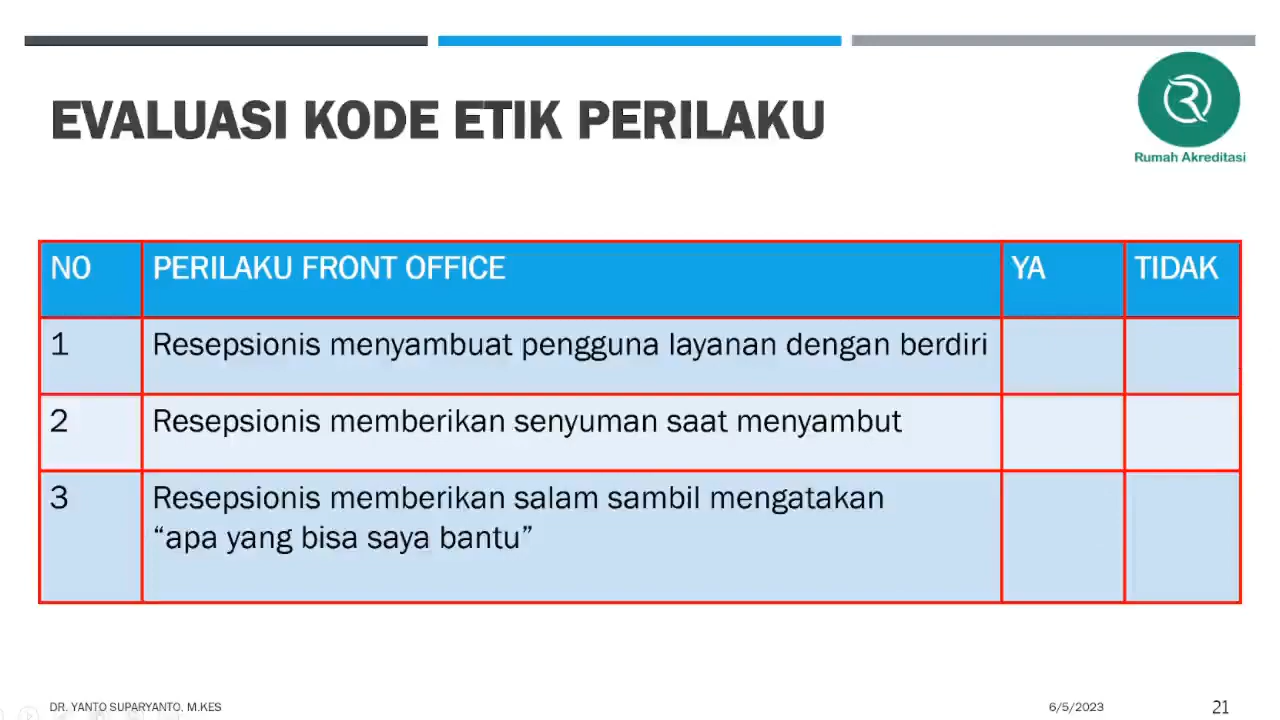 EVALUASI KODE ETIK PERILAKU
Rumah Akreditasi
NO PERILAKU FRONT OFFICE YA TIDAK
1 Resepsionis menyambuat pengguna layanan dengan berdiri
2 Resepsionis memberikan senyuman saat menyambut
3 Resepsionis memberikan salam sambil mengatakan
“apa yang bisa saya bantu”
DR. YANTO SUPARYANTO, M.KES 6/5/2023 21